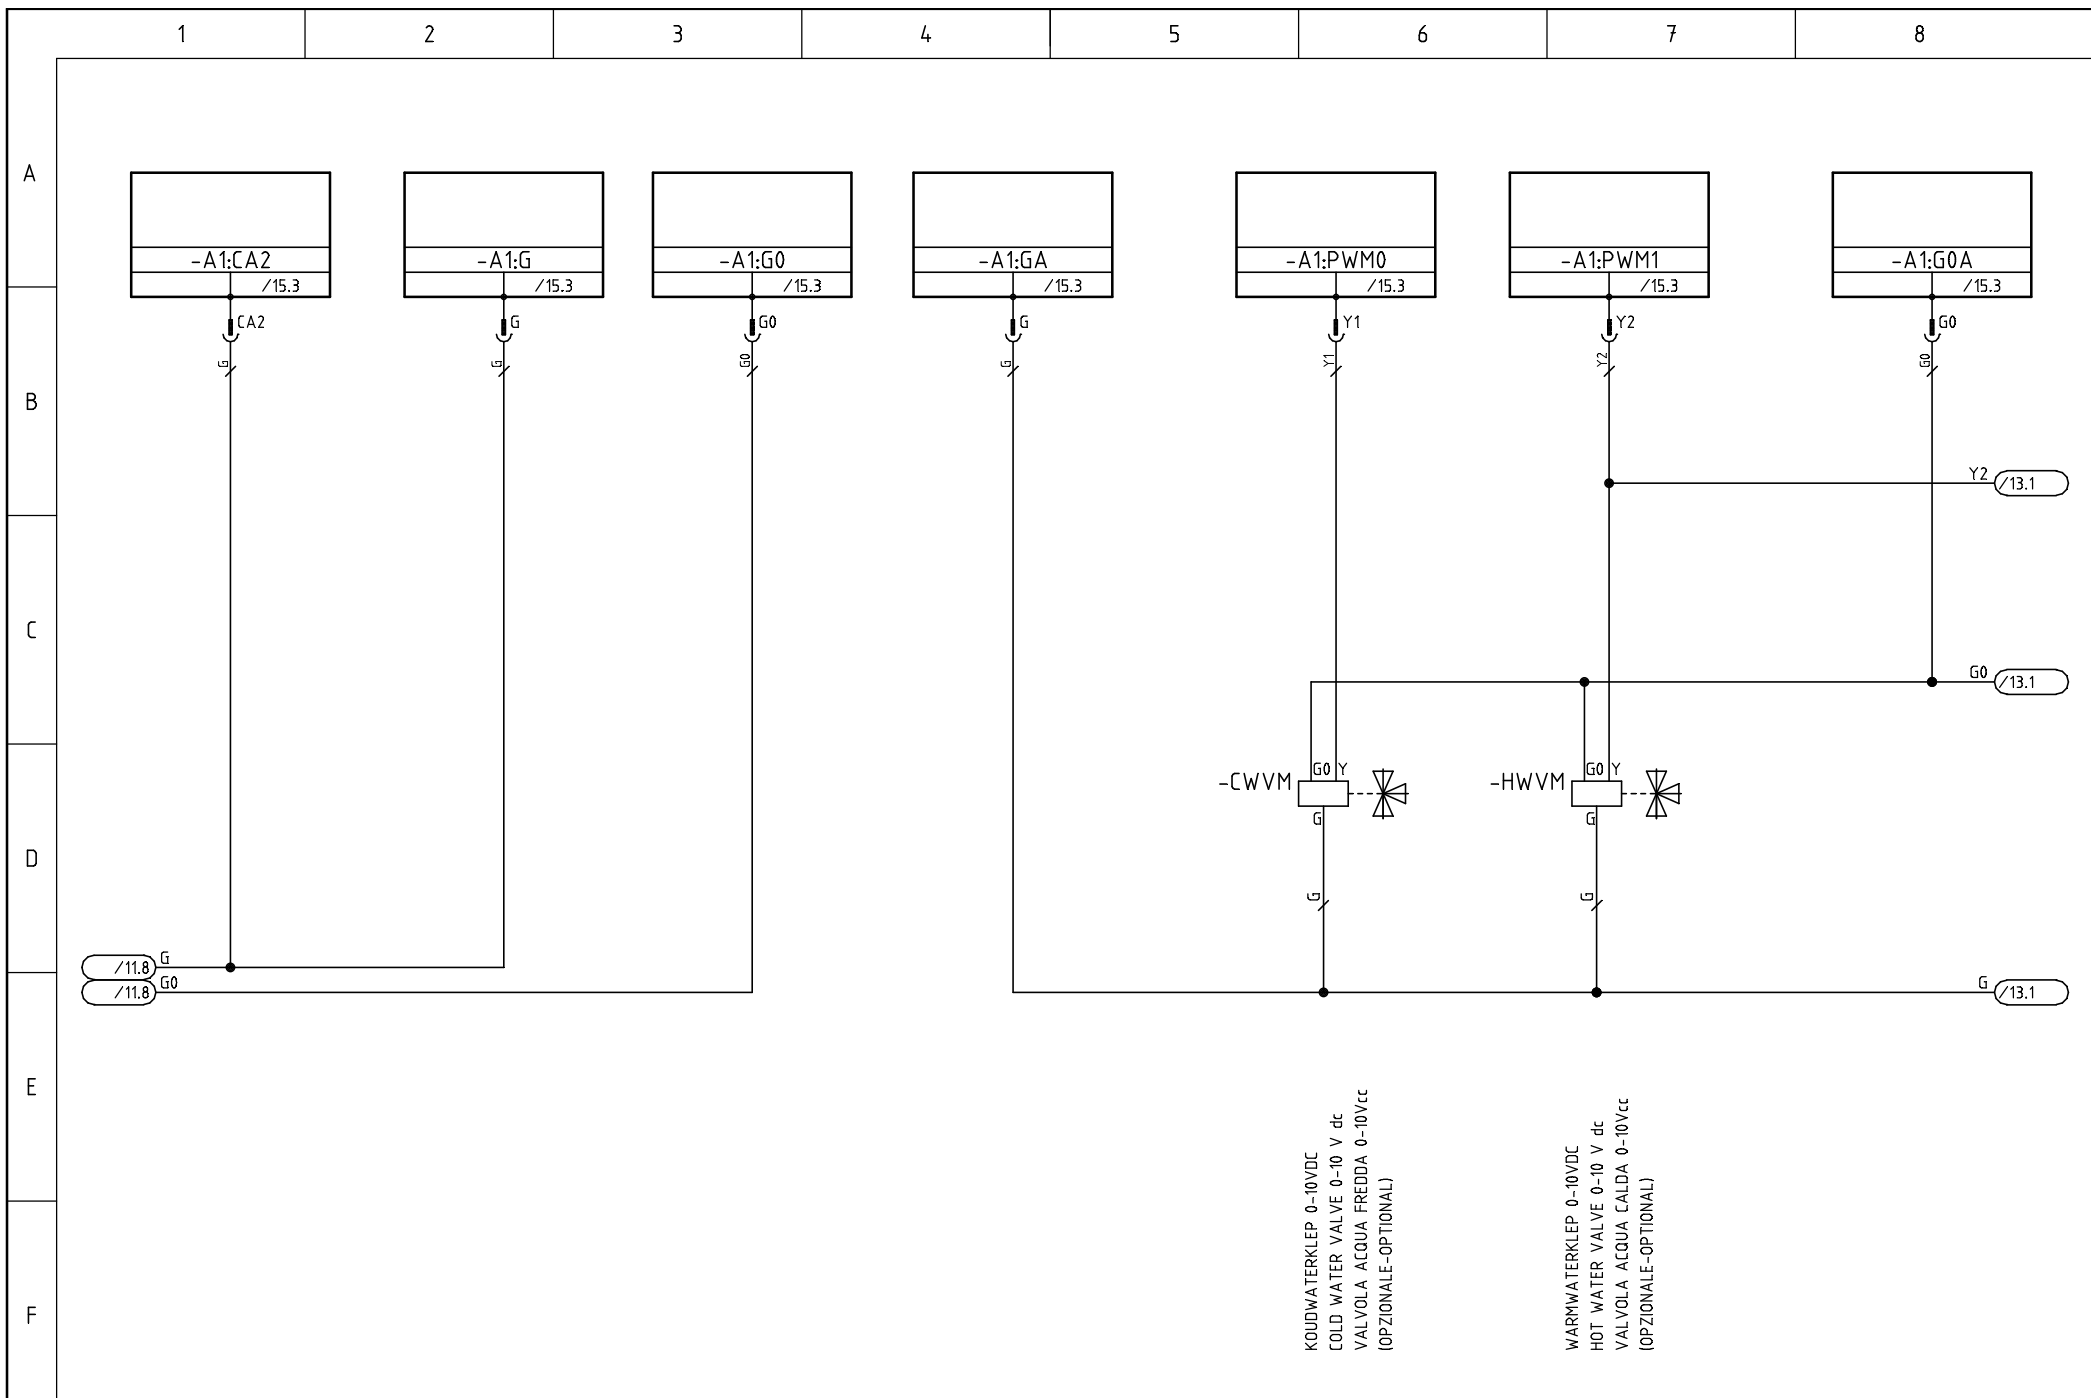 1 2 3 4 5 6 7 8
A
-A1:CA2 -A1:G -A1:G0 -A1:GA -A1:PWM0 -A1:PWM1 -A1:G0A
/15.3 /15.3 /15.3 /15.3 /15.3 /15.3 /15.3
CA2 G G0 G Y1 Y2 G0
G G G0 G Y1 Y2 G0
B
Y2 /13.1
C
G0 /13.1
-CWVM G0 Y -HWVM G0 Y
G G
D
G G
/11.8 G
/11.8 G0 G /13.1
E
KOUDWATERKLEP 0-10VDC
COLD WATER VALVE 0-10 V dc
VALVOLA ACQUA FREDDA 0-10Vcc
(OPZIONALE-OPTIONAL)
WARMWATERKLEP 0-10VDC
HOT WATER VALVE 0-10 V dc
VALVOLA ACQUA CALDA 0-10Vcc
(OPZIONALE-OPTIONAL)
F